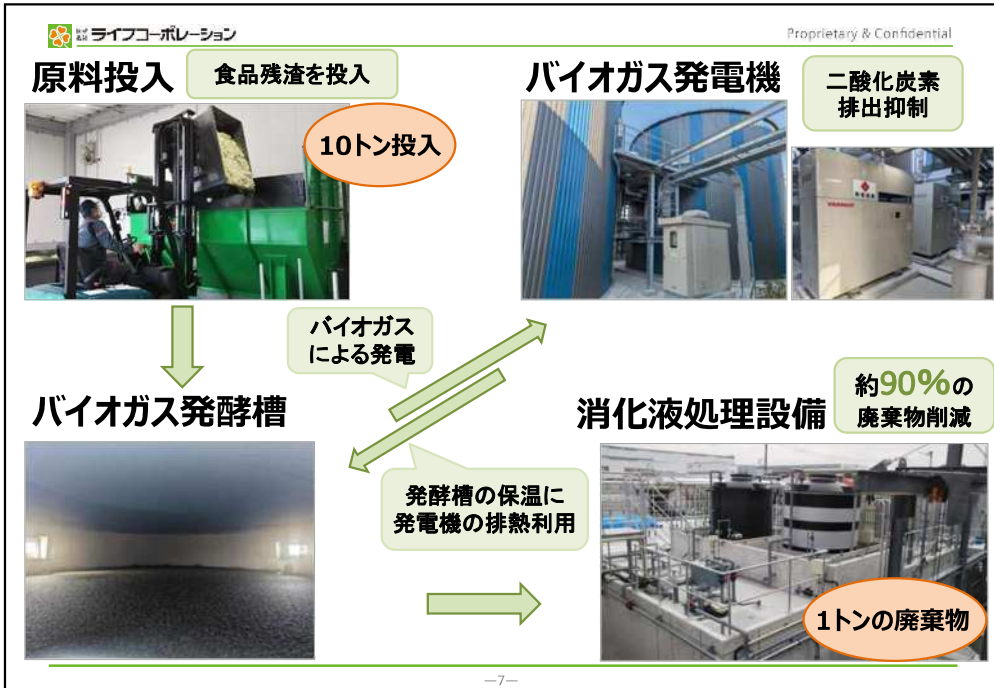 株式会社 ライフコーポレーション
Proprietary & Confidential
原料投入
食品残渣を投入
10トン投入
バイオガス発電機
二酸化炭素
排出抑制
YANMAR
バイオガス
による発電
バイオガス発酵槽
発酵槽の保温に
発電機の排熱利用
消化液処理設備
約90%の
廃棄物削減
1トンの廃棄物
—7—